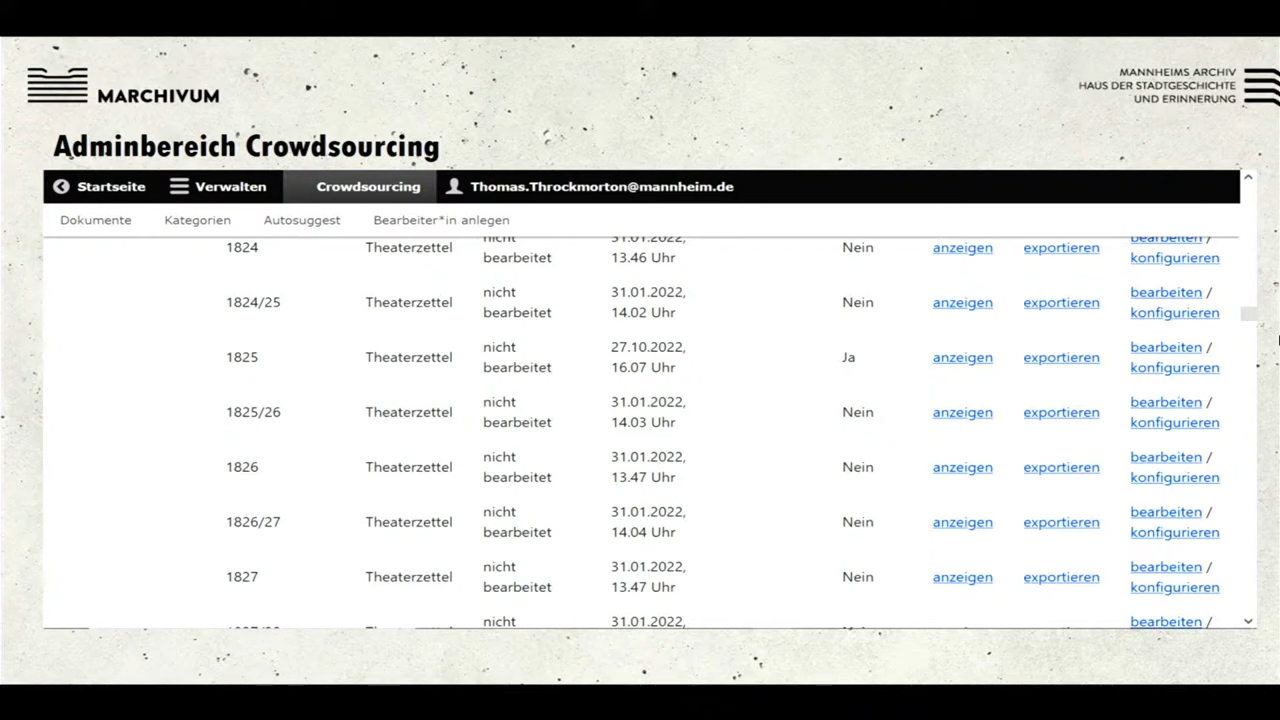 MARCHIVUM
MANNHEIMS ARCHIV
HAUS DER STADTGESCHICHTE
UND ERINNERUNG
Adminbereich Crowdsourcing
Startseite Verwalten Crowdsourcing Thomas.Throckmorton@mannheim.de
Dokumente Kategorien Autosuggest Bearbeiter*in anlegen
1824 Theaterzettel nicht bearbeitet 31.01.2022, 13.46 Uhr Nein anzeigen exportieren bearbeiten / konfigurieren
1824/25 Theaterzettel nicht bearbeitet 31.01.2022, 14.02 Uhr Nein anzeigen exportieren bearbeiten / konfigurieren
1825 Theaterzettel nicht bearbeitet 27.10.2022, 16.07 Uhr Ja anzeigen exportieren bearbeiten / konfigurieren
1825/26 Theaterzettel nicht bearbeitet 31.01.2022, 14.03 Uhr Nein anzeigen exportieren bearbeiten / konfigurieren
1826 Theaterzettel nicht bearbeitet 31.01.2022, 13.47 Uhr Nein anzeigen exportieren bearbeiten / konfigurieren
1826/27 Theaterzettel nicht bearbeitet 31.01.2022, 14.04 Uhr Nein anzeigen exportieren bearbeiten / konfigurieren
1827 Theaterzettel nicht bearbeitet 31.01.2022, 13.47 Uhr Nein anzeigen exportieren bearbeiten / konfigurieren
nicht 31.01.2022, bearbeiten /